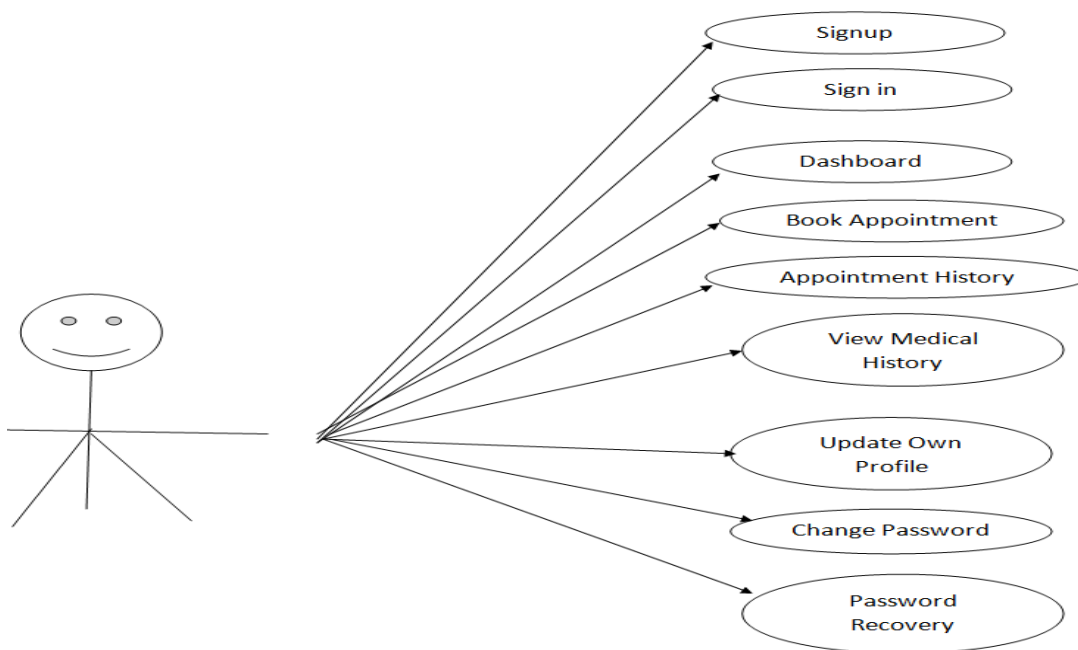 Signup
Sign in
Dashboard
Book Appointment
Appointment History
View Medical
History
Update Own
Profile
Change Password
Password
Recovery